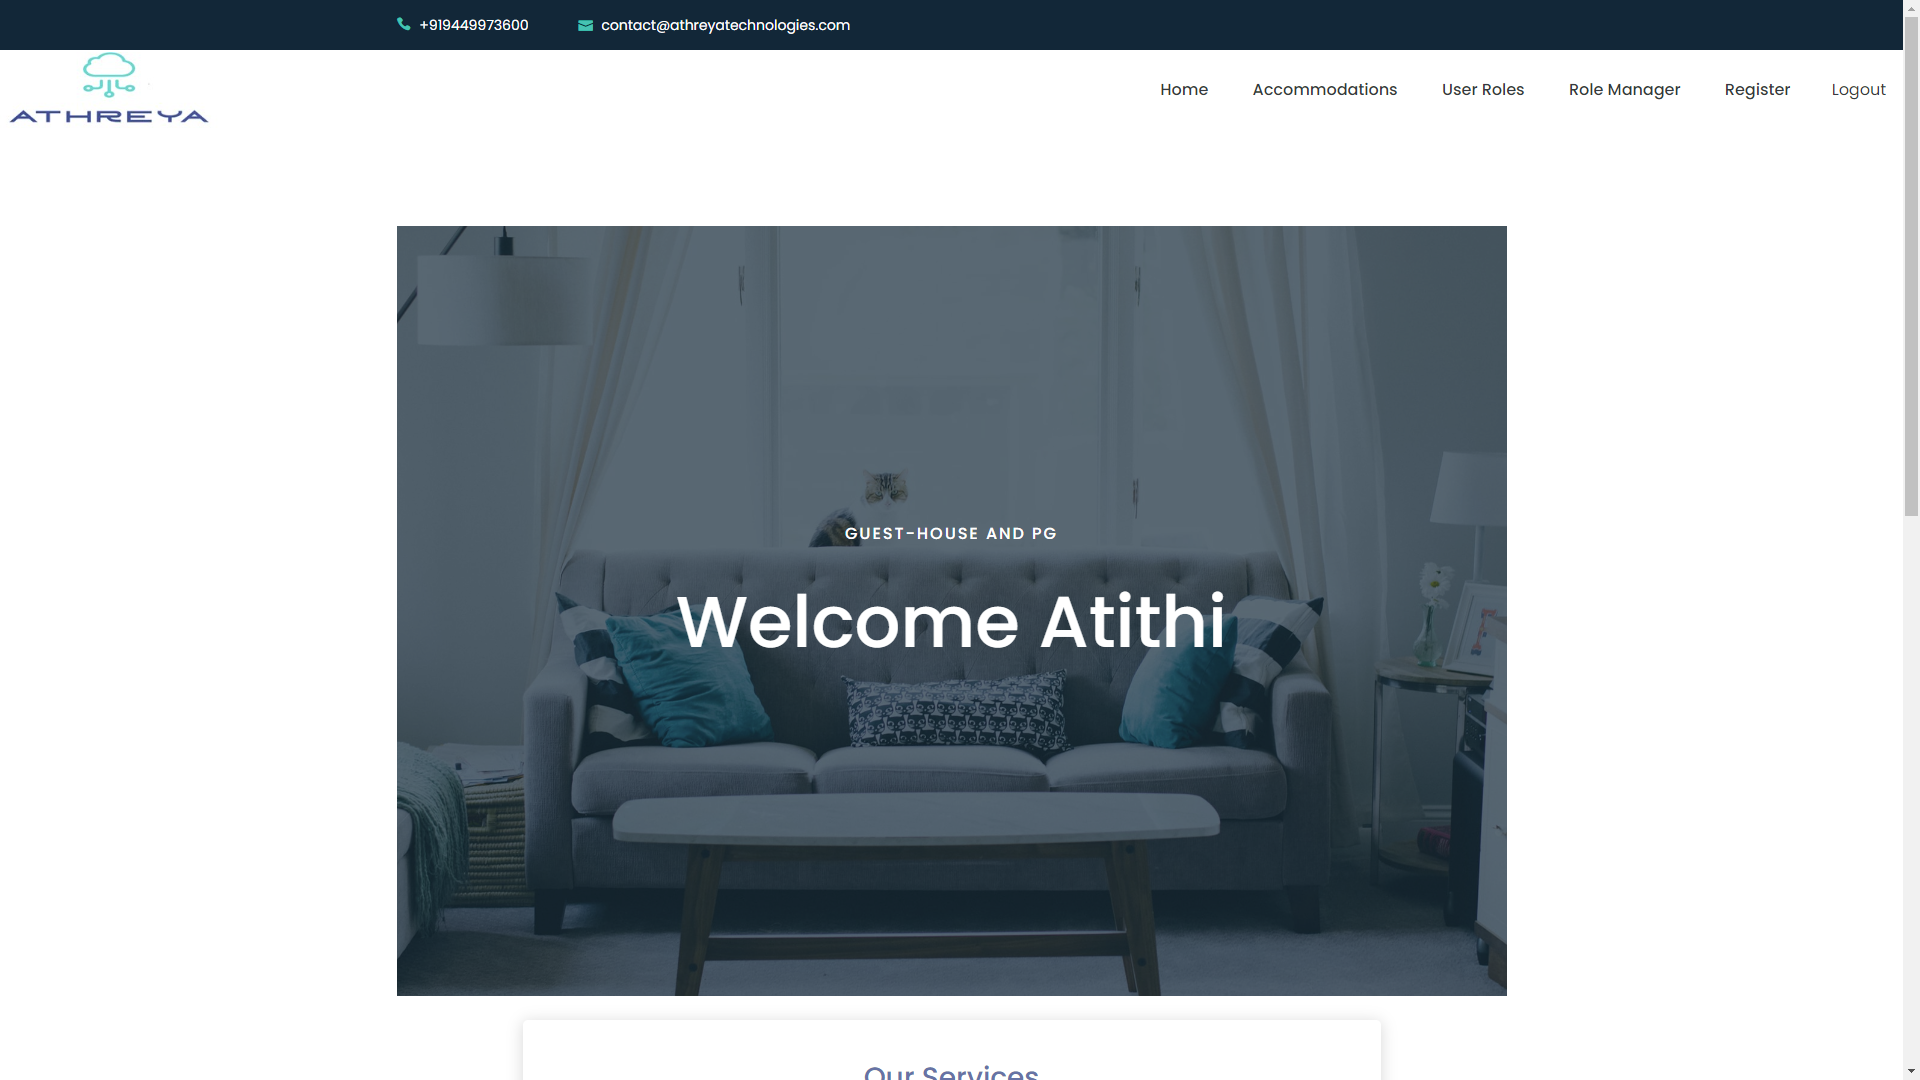 +919449973600 contact@athreyatechnologies.com
ATHREYA
Home Accommodations User Roles Role Manager Register Logout
GUEST-HOUSE AND PG
Welcome Atithi
Our Services